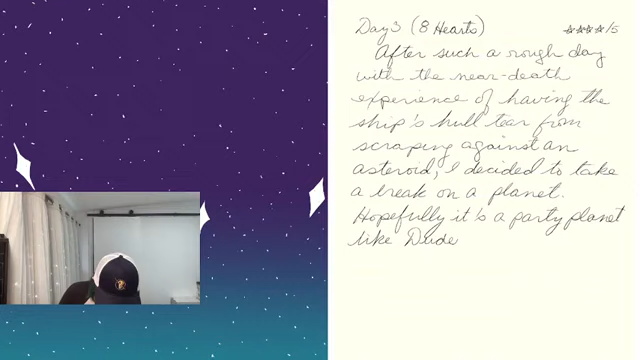 Day 3 (8 Hearts) ☆☆☆☆/5
After such a rough day
with the near-death
experience of having the
ship's hull tear from
scraping against an
asteroid, I decided to take
a break on a planet.
Hopefully it's a party planet
like Dude